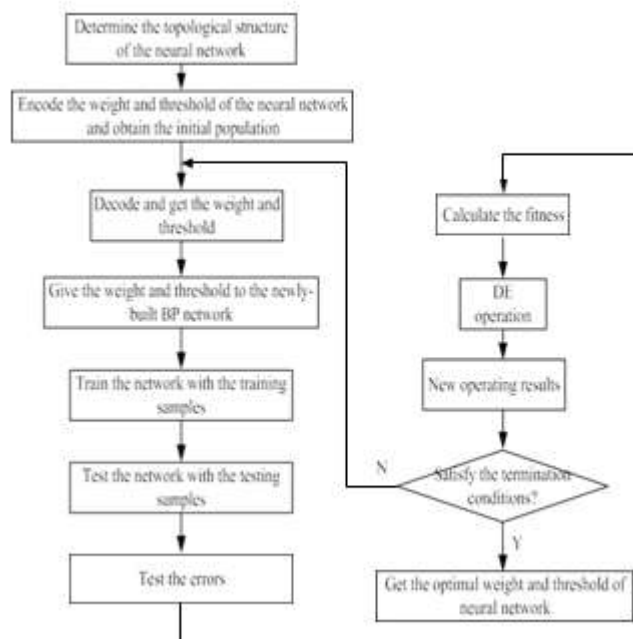 Determine the topological structure
of the neural network
Encode the weight and threshold of the neural network
and obtain the initial population
Decode and get the weight and
threshold
Give the weight and threshold to the newly-
built BP network
Train the network with the training
samples
Test the network with the testing
samples
Test the errors
Calculate the fitness
DE
operation
New operating results
Satisfy the termination
conditions?
N
Y
Get the optimal weight and threshold of
neural network